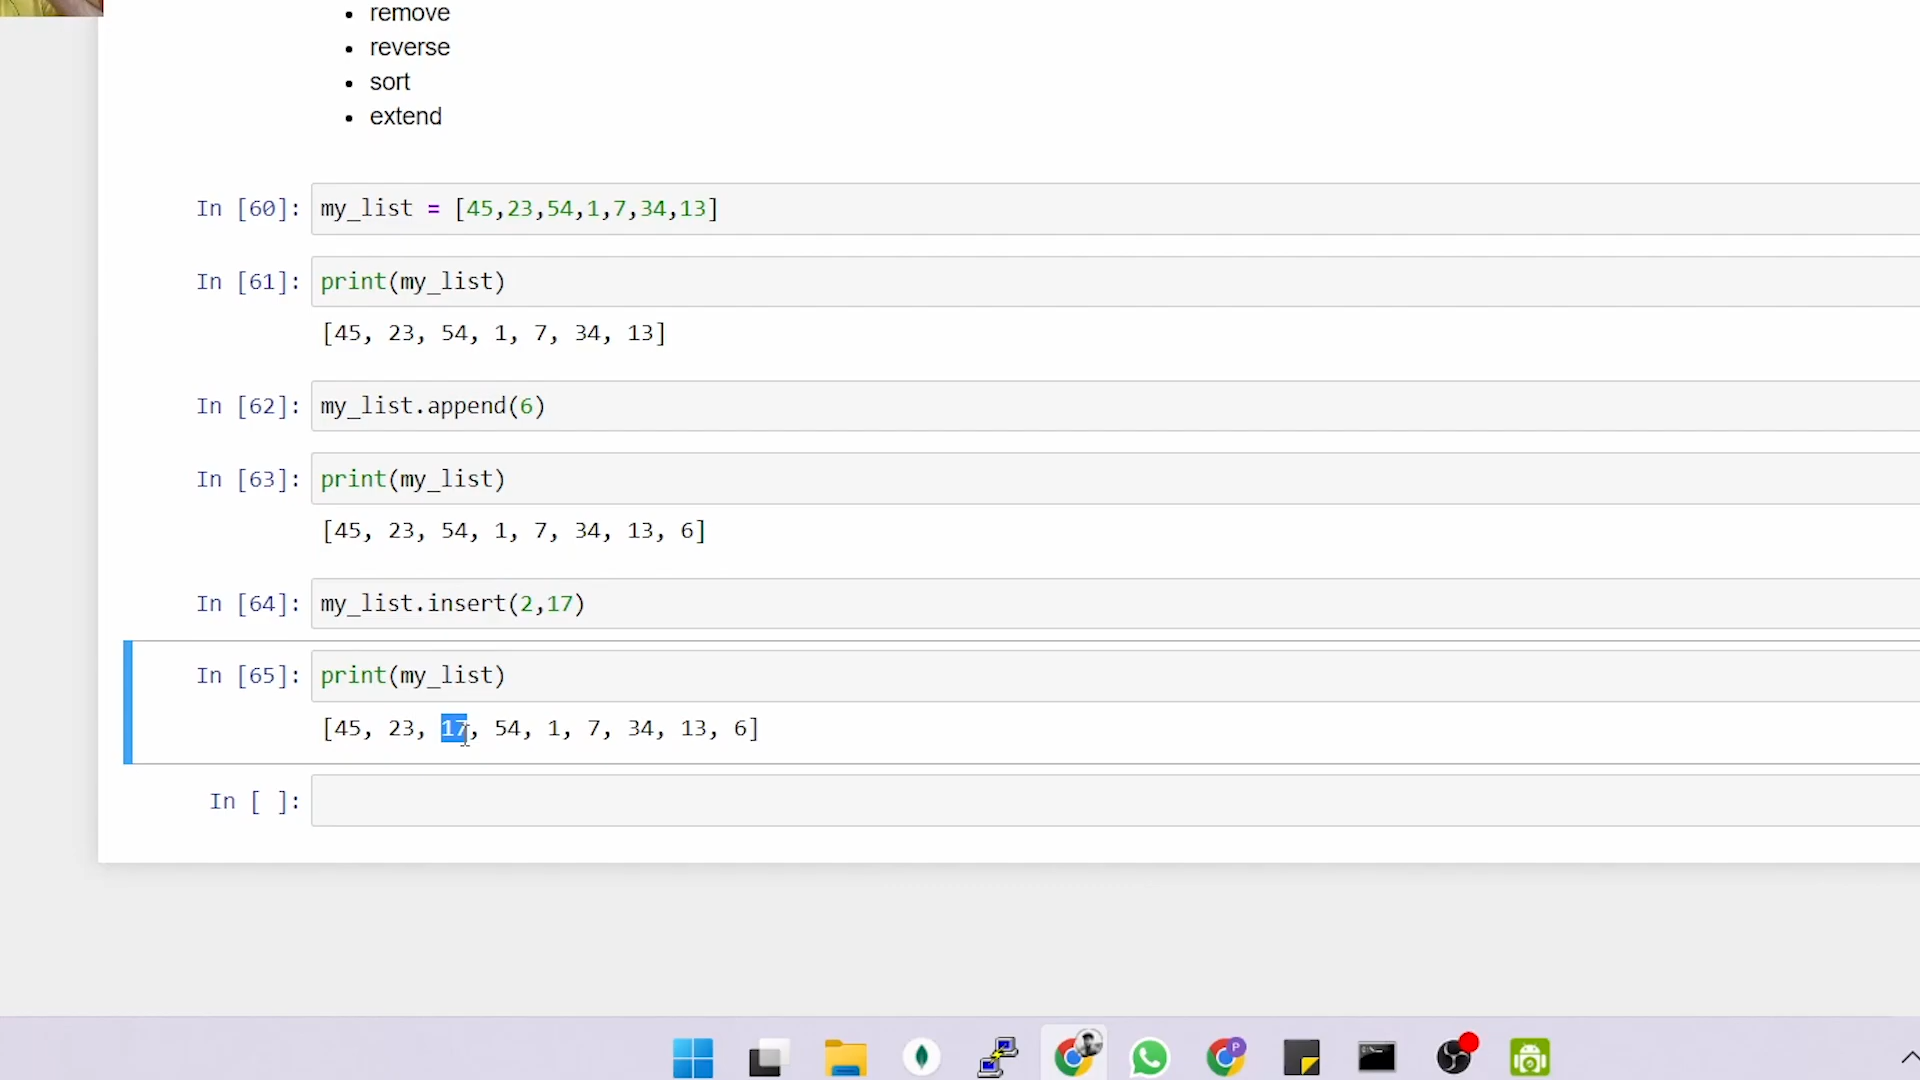 remove
reverse
sort
extend
In [60]: my_list = [45,23,54,1,7,34,13]
In [61]: print(my_list)
[45, 23, 54, 1, 7, 34, 13]
In [62]: my_list.append(6)
In [63]: print(my_list)
[45, 23, 54, 1, 7, 34, 13, 6]
In [64]: my_list.insert(2,17)
In [65]: print(my_list)
[45, 23, 17, 54, 1, 7, 34, 13, 6]
In [ ]:
P